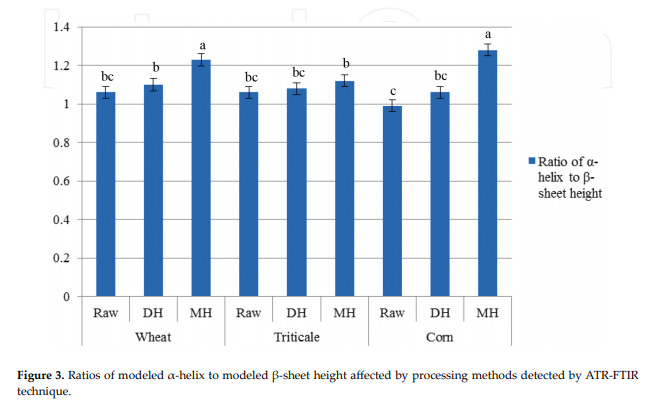 1.4
1.2
1
0.8
0.6
0.4
0.2
0
bc
b
a
bc
bc
b
c
bc
a
Raw DH MH Raw DH MH Raw DH MH
Wheat Triticale Corn
Ratio of α-
helix to β-
sheet height
Figure 3. Ratios of modeled α-helix to modeled β-sheet height affected by processing methods detected by ATR-FTIR
technique.